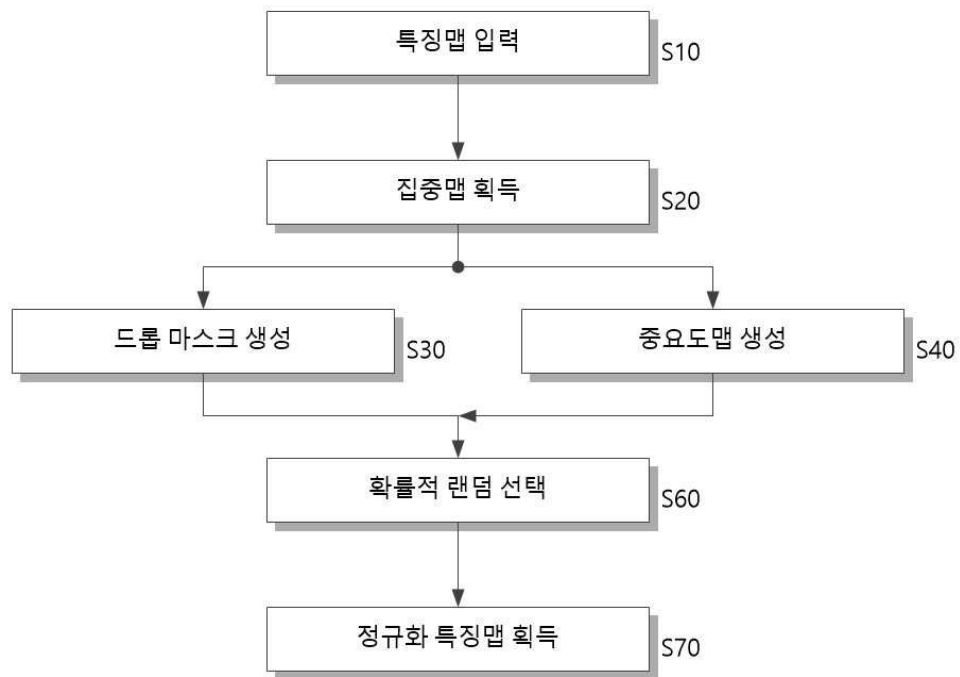 특징맵 입력
S10
집중맵 획득
S20
드롭 마스크 생성
S30
중요도맵 생성
S40
확률적 랜덤 선택
S60
정규화 특징맵 획득
S70